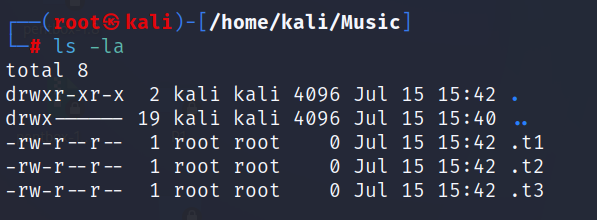 ┌──(root㉿kali)-[/home/kali/Music]
└─# ls -la
total 8
drwxr-xr-x  2 kali kali 4096 Jul 15 15:42 .
drwx------ 19 kali kali 4096 Jul 15 15:40 ..
-rw-r--r--  1 root root    0 Jul 15 15:42 .t1
-rw-r--r--  1 root root    0 Jul 15 15:42 .t2
-rw-r--r--  1 root root    0 Jul 15 15:42 .t3